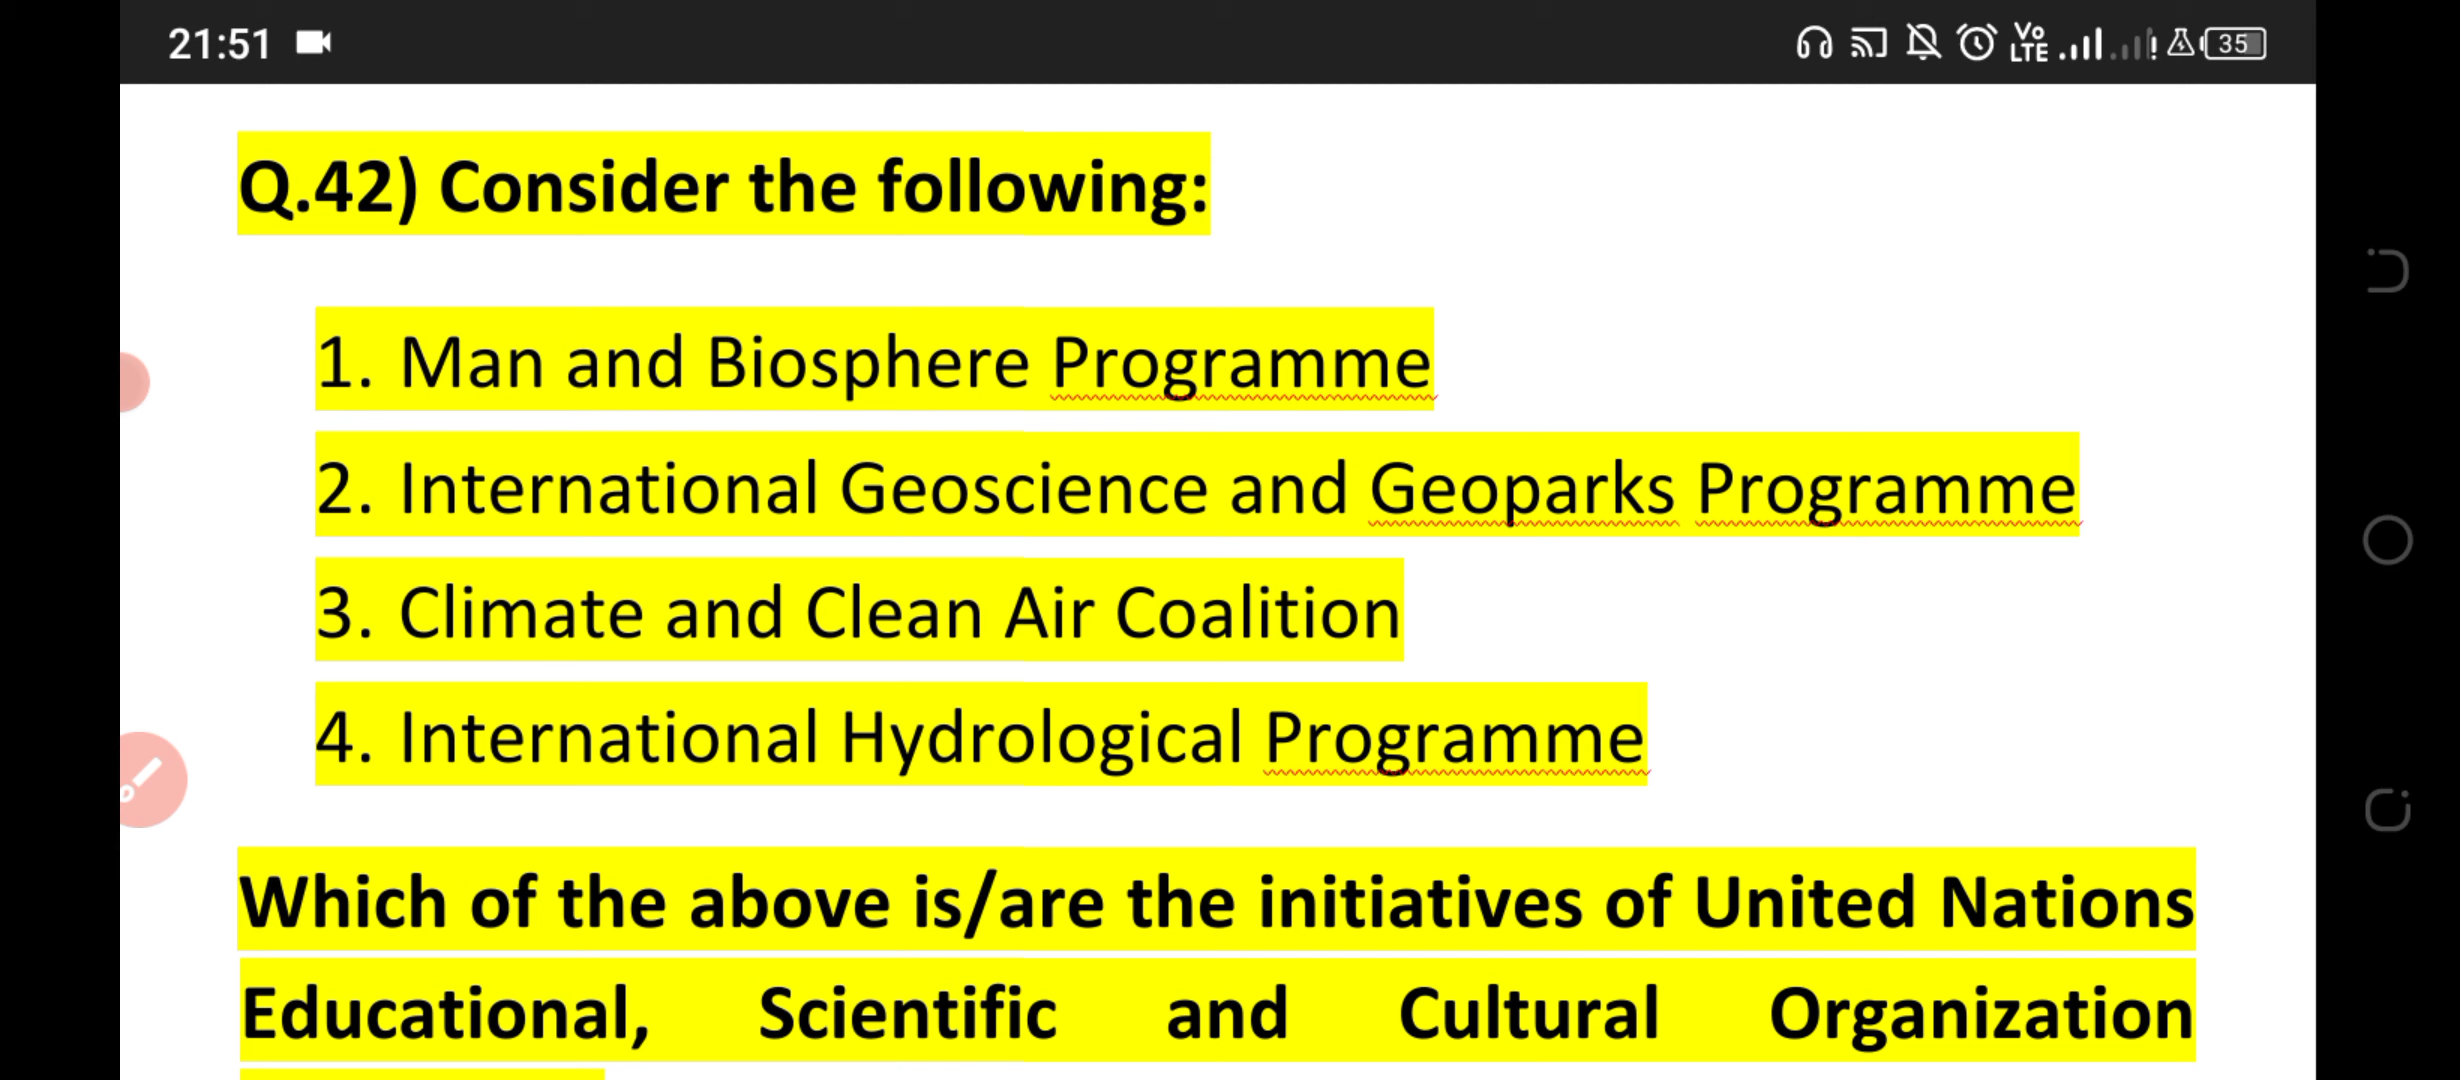 21:51 Vo LTE 35
Q.42) Consider the following:
1. Man and Biosphere Programme
2. International Geoscience and Geoparks Programme
3. Climate and Clean Air Coalition
4. International Hydrological Programme
Which of the above is/are the initiatives of United Nations
Educational, Scientific and Cultural Organization